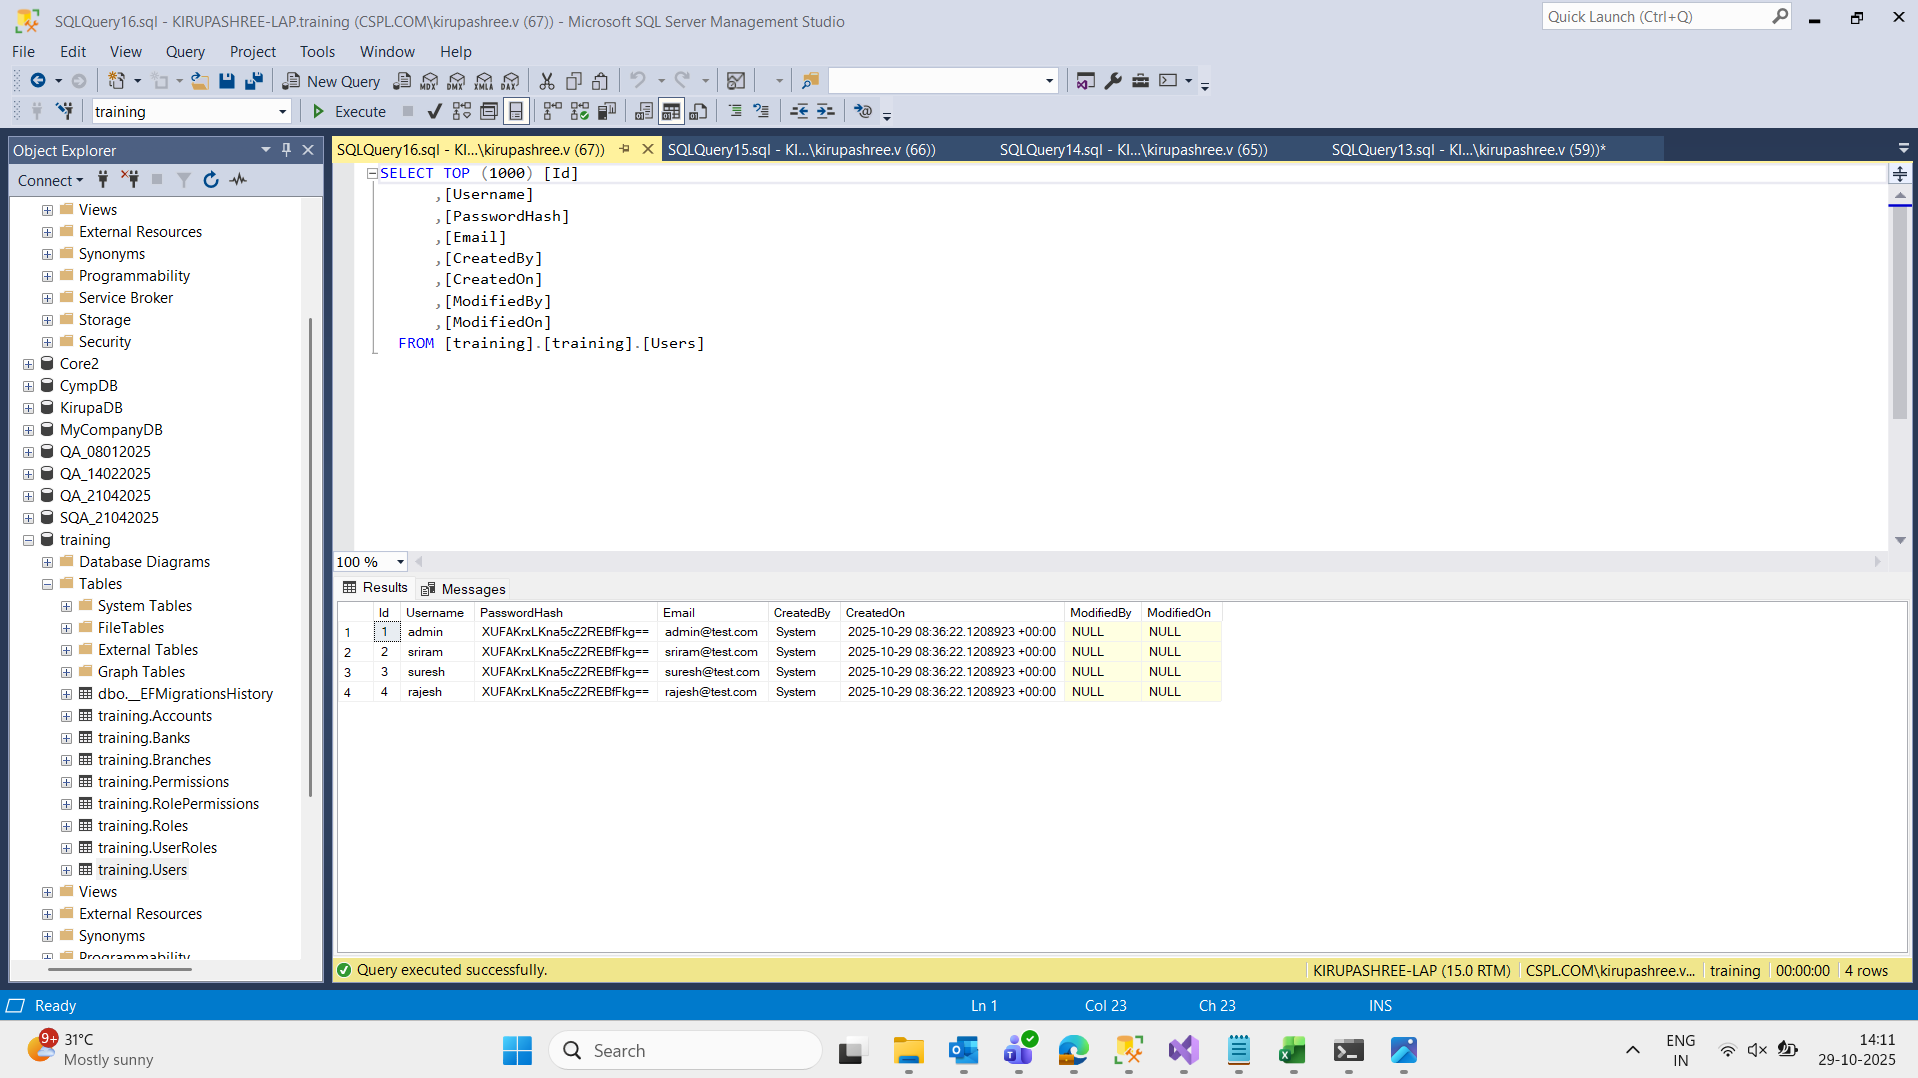 SQLQuery16.sql - KIRUPASHREE-LAP.training (CSPL.COM\kirupashree.v (67)) - Microsoft SQL Server Management Studio
Quick Launch (Ctrl+Q)
File Edit View Query Project Tools Window Help
New Query MDX DMX XMLA DAX
training Execute
Object Explorer
Connect
Views
External Resources
Synonyms
Programmability
Service Broker
Storage
Security
Core2
CympDB
KirupaDB
MyCompanyDB
QA_08012025
QA_14022025
QA_21042025
SQA_21042025
training
Database Diagrams
Tables
System Tables
FileTables
External Tables
Graph Tables
dbo.__EFMigrationsHistory
training.Accounts
training.Banks
training.Branches
training.Permissions
training.RolePermissions
training.Roles
training.UserRoles
training.Users
Views
External Resources
Synonyms
Programmability
SQLQuery16.sql - KI...\kirupashree.v (67)) SQLQuery15.sql - KI...\kirupashree.v (66)) SQLQuery14.sql - KI...\kirupashree.v (65)) SQLQuery13.sql - KI...\kirupashree.v (59))*
SELECT TOP (1000) [Id]
,[Username]
,[PasswordHash]
,[Email]
,[CreatedBy]
,[CreatedOn]
,[ModifiedBy]
,[ModifiedOn]
FROM [training].[training].[Users]
100 %
Results Messages
Id Username PasswordHash Email CreatedBy CreatedOn ModifiedBy ModifiedOn
1 1 admin XUFAKrxLKna5cZ2REBfFkg== admin@test.com System 2025-10-29 08:36:22.1208923 +00:00 NULL NULL
2 2 sriram XUFAKrxLKna5cZ2REBfFkg== sriram@test.com System 2025-10-29 08:36:22.1208923 +00:00 NULL NULL
3 3 suresh XUFAKrxLKna5cZ2REBfFkg== suresh@test.com System 2025-10-29 08:36:22.1208923 +00:00 NULL NULL
4 4 rajesh XUFAKrxLKna5cZ2REBfFkg== rajesh@test.com System 2025-10-29 08:36:22.1208923 +00:00 NULL NULL
Query executed successfully. KIRUPASHREE-LAP (15.0 RTM) CSPL.COM\kirupashree.v... training 00:00:00 4 rows
Ready Ln 1 Col 23 Ch 23 INS
9+ 31°C
Mostly sunny
Search
ENG
IN
14:11
29-10-2025